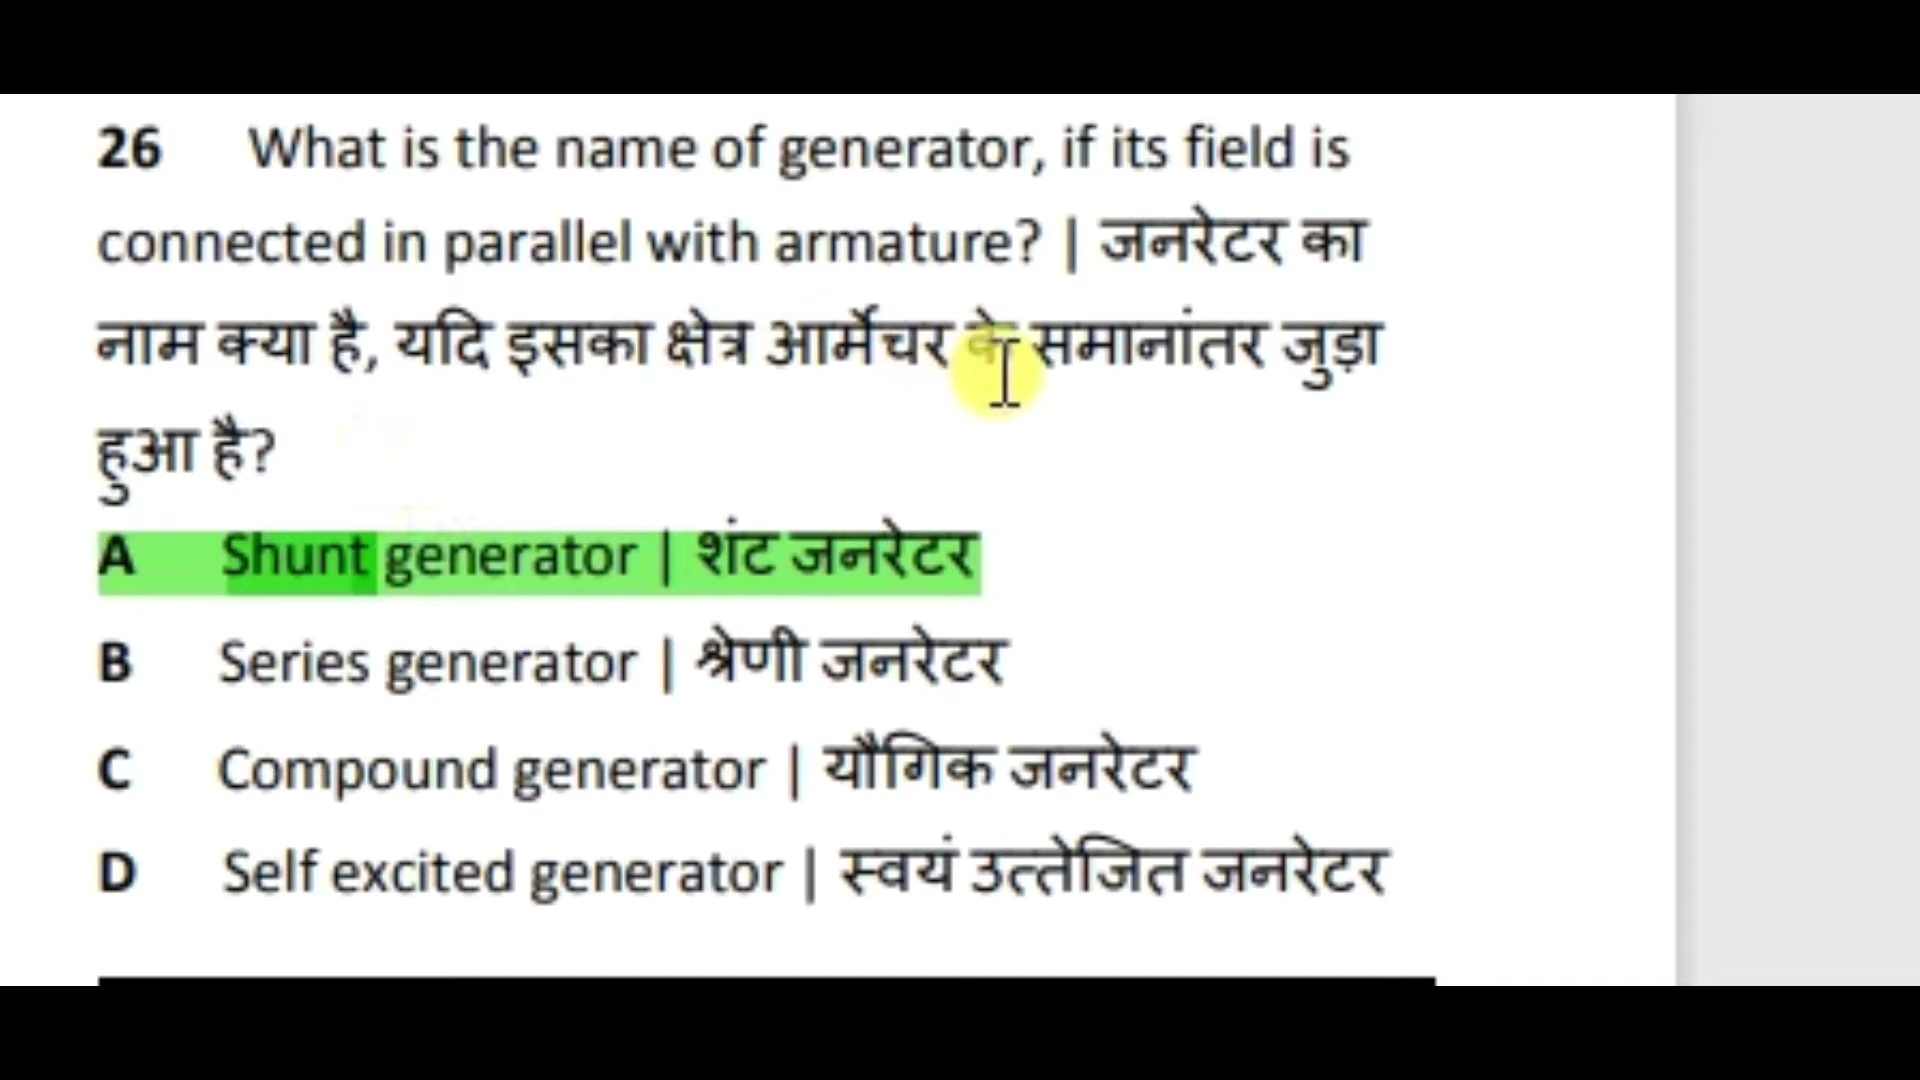 26 What is the name of generator, if its field is
connected in parallel with armature? | जनरेटर का
नाम क्या है, यदि इसका क्षेत्र आर्मेचर के समानांतर जुड़ा
हुआ है?
A Shunt generator | शंट जनरेटर
B Series generator | श्रेणी जनरेटर
C Compound generator | यौगिक जनरेटर
D Self excited generator | स्वयं उत्तेजित जनरेटर